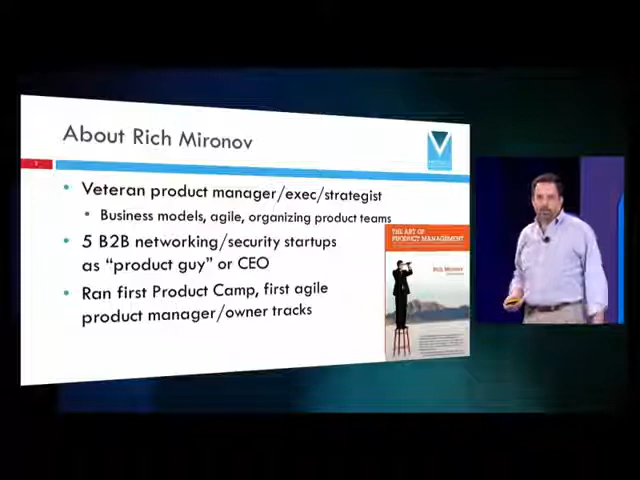 About Rich Mironov
Veteran product manager/exec/strategist
Business models, agile, organizing product teams
5 B2B networking/security startups
as "product guy" or CEO
Ran first Product Camp, first agile
product manager/owner tracks
THE ART OF
PRODUCT MANAGEMENT